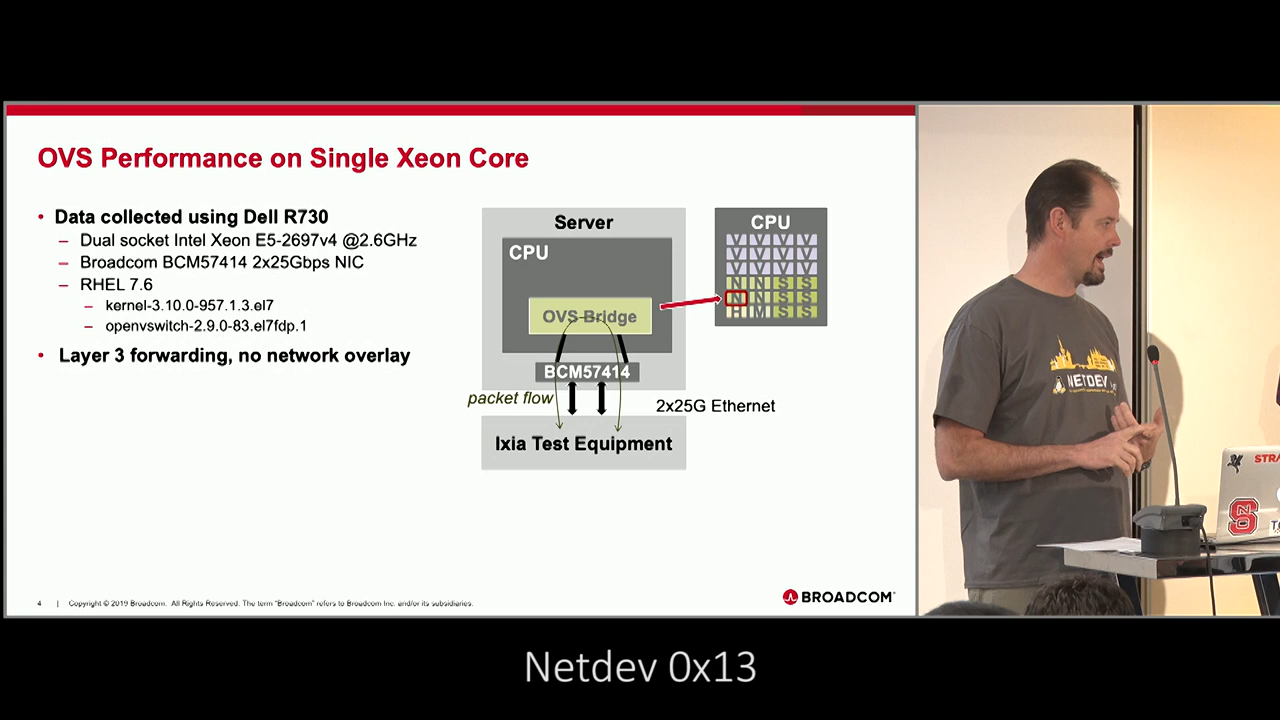 OVS Performance on Single Xeon Core
• Data collected using Dell R730
– Dual socket Intel Xeon E5-2697v4 @2.6GHz
– Broadcom BCM57414 2x25Gbps NIC
– RHEL 7.6
– kernel-3.10.0-957.1.3.el7
– openvswitch-2.9.0-83.el7fdp.1
• Layer 3 forwarding, no network overlay
Server
CPU
OVS Bridge
BCM57414
packet flow
2x25G Ethernet
Ixia Test Equipment
CPU
V V V V
V V V V
V V V V
N N S S
N N S S
H M S S
4 | Copyright © 2019 Broadcom. All Rights Reserved. The term “Broadcom” refers to Broadcom Inc. and/or its subsidiaries.
BROADCOM
NETDEV
STRA
S
Netdev 0x13